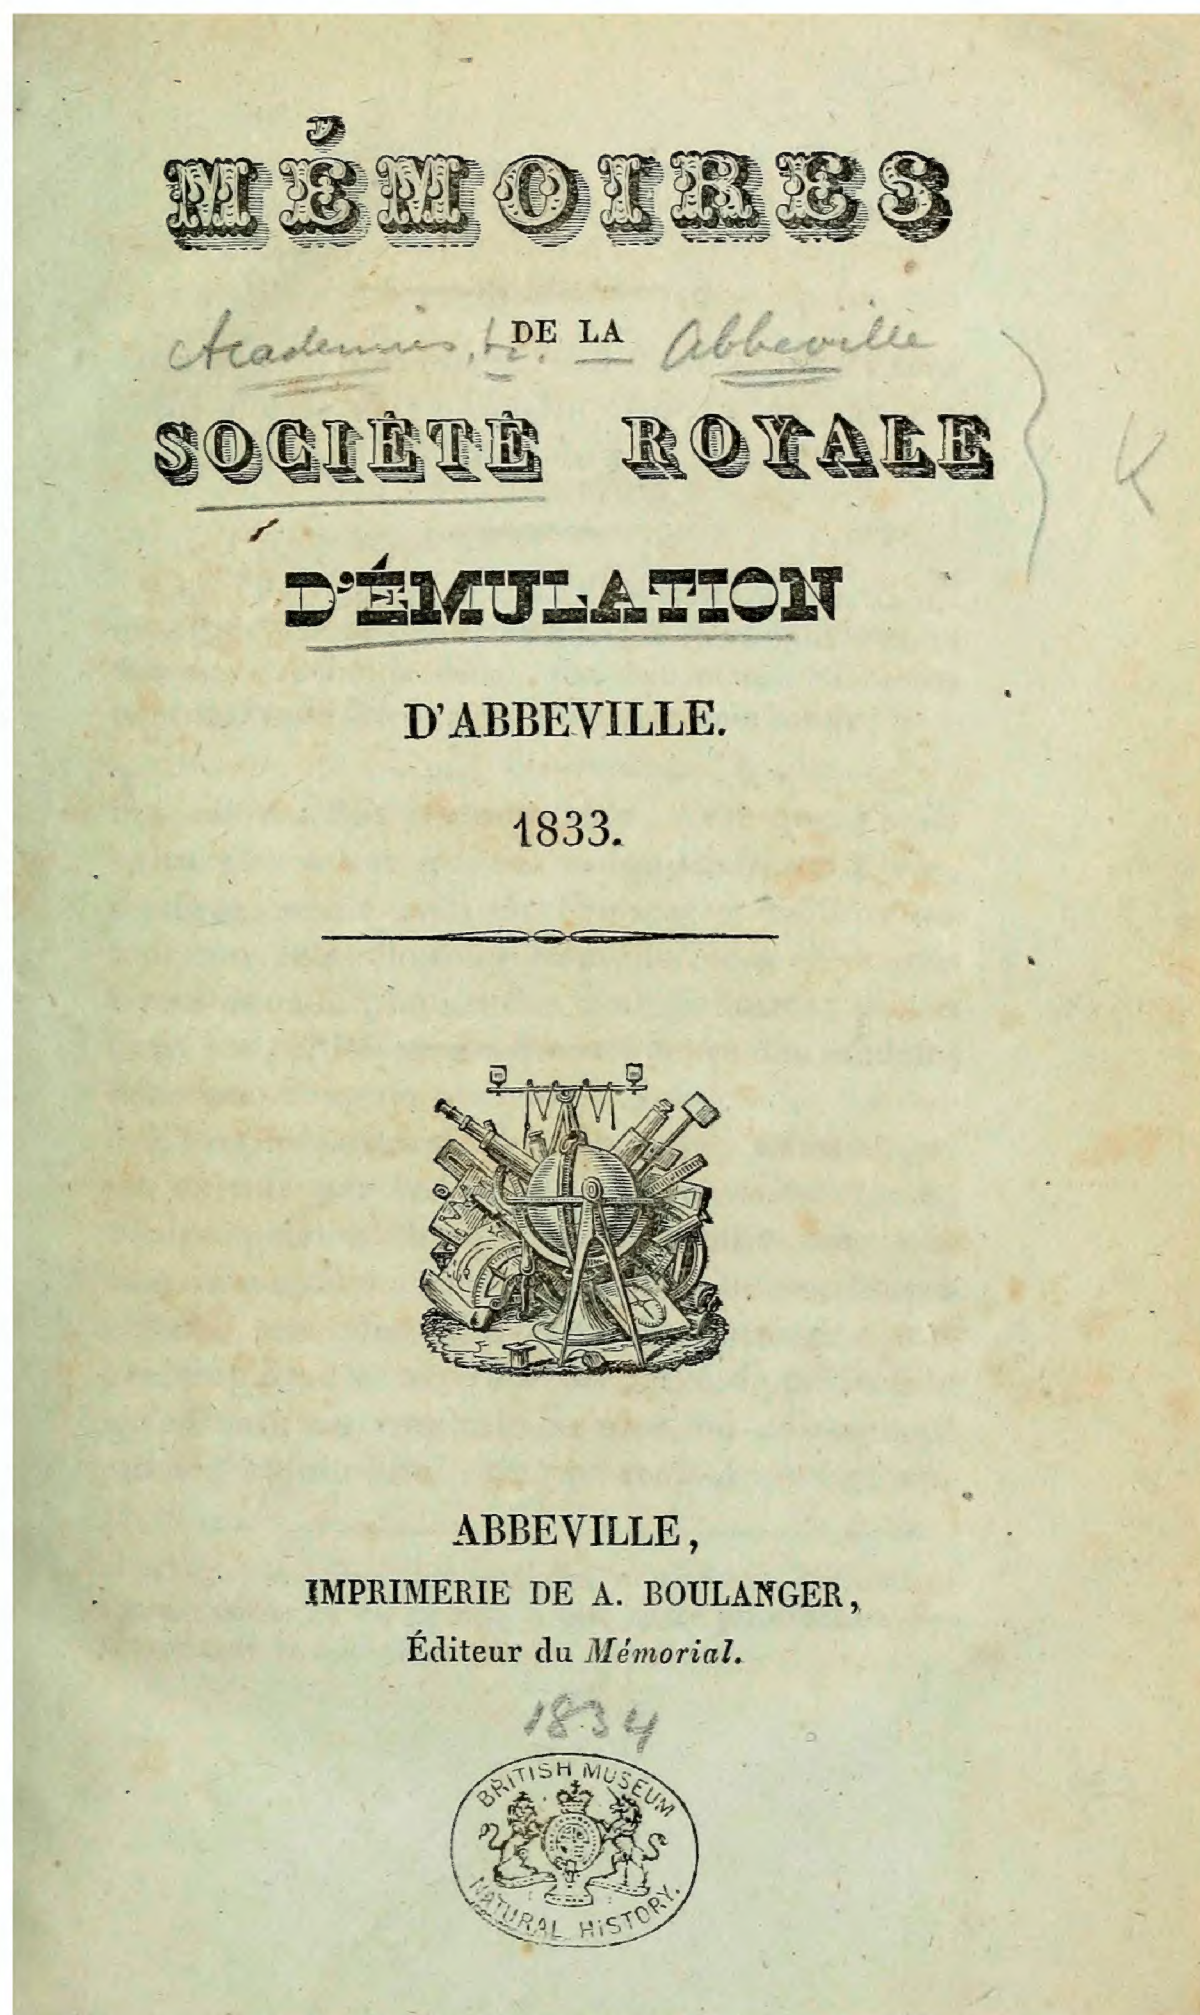 MÉMOIRES
DE LA
Academies, &c. Abbeville
SOCIÉTÉ ROYALE
K
D'ÉMULATION
D'ABBEVILLE.
1833.
ABBEVILLE,
IMPRIMERIE DE A. BOULANGER,
Éditeur du Mémorial.
1834
BRITISH MUSEUM
NATURAL HISTORY.